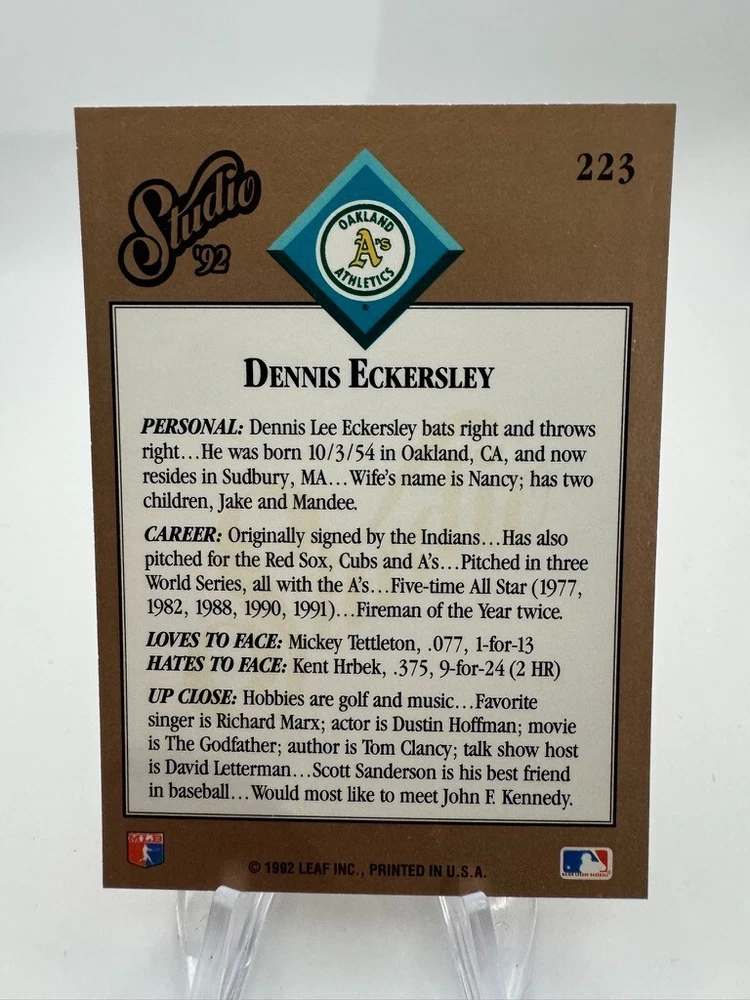 Studio
'92
223
OAKLAND
A's
ATHLETICS
®
DENNIS ECKERSLEY
PERSONAL: Dennis Lee Eckersley bats right and throws
right...He was born 10/3/54 in Oakland, CA, and now
resides in Sudbury, MA...Wife's name is Nancy; has two
children, Jake and Mandee.
CAREER: Originally signed by the Indians...Has also
pitched for the Red Sox, Cubs and A's...Pitched in three
World Series, all with the A's...Five-time All Star (1977,
1982, 1988, 1990, 1991)...Fireman of the Year twice.
LOVES TO FACE: Mickey Tettleton, .077, 1-for-13
HATES TO FACE: Kent Hrbek, .375, 9-for-24 (2 HR)
UP CLOSE: Hobbies are golf and music...Favorite
singer is Richard Marx; actor is Dustin Hoffman; movie
is The Godfather; author is Tom Clancy; talk show host
is David Letterman...Scott Sanderson is his best friend
in baseball...Would most like to meet John F. Kennedy.
© 1992 LEAF INC., PRINTED IN U.S.A.